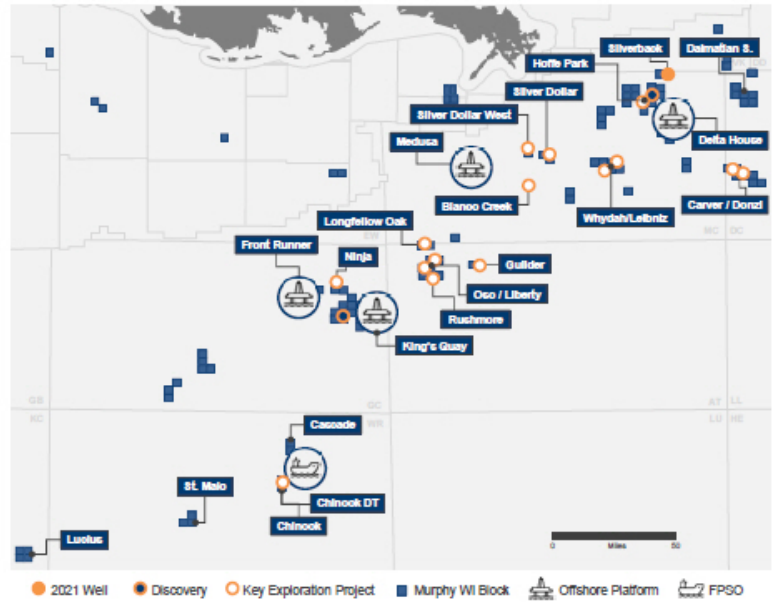 Silverback
Dalmatian S.
Hoffe Park
Silver Dollar
Silver Dollar West
Medusa
Delta House
Blanoo Creek
Whydah/Leibniz
Carver / Donzi
Longfellow Oak
EW
MC
DC
Front Runner
Ninja
Guilder
Oso / Liberty
Rushmore
King's Quay
GB
GC
AT
LL
KC
WR
LU
HE
Cascade
St. Malo
Chinook DT
Chinook
Lucius
0
50
Miles
2021 Well
Discovery
Key Exploration Project
Murphy WI Block
Offshore Platform
FPSO